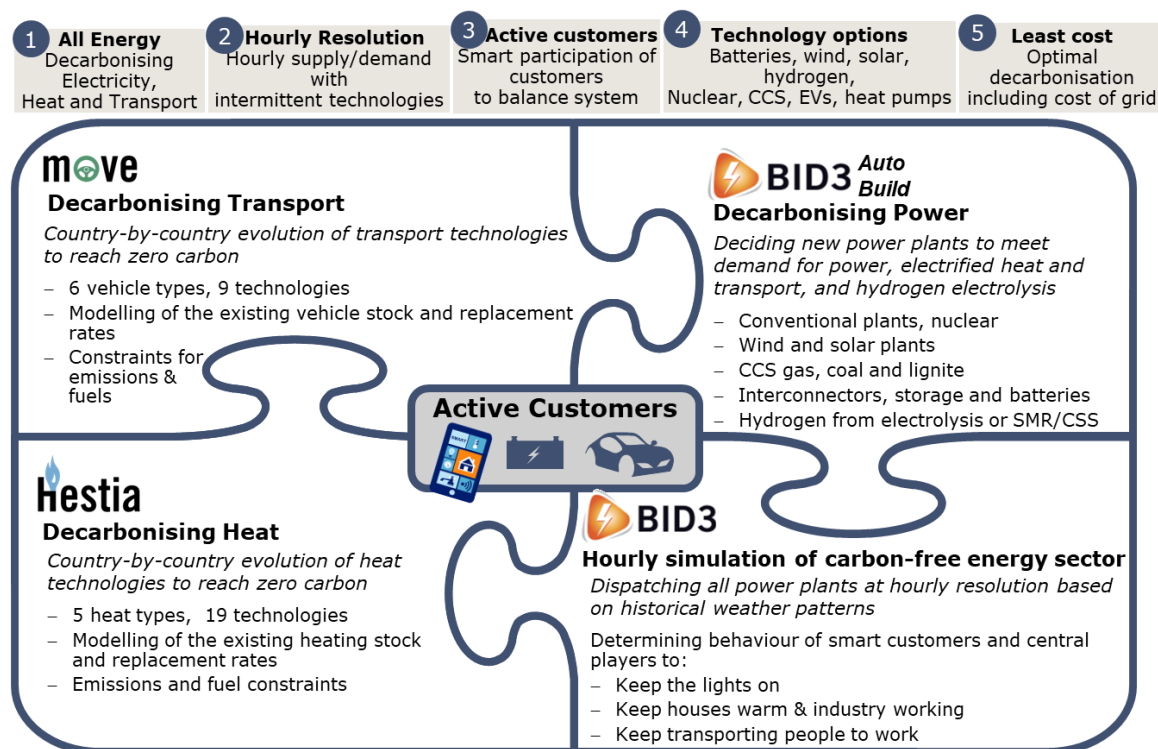 1 All Energy
Decarbonising
Electricity,
Heat and Transport
2 Hourly Resolution
Hourly supply/demand
with
intermittent technologies
3 Active customers
Smart participation of
customers
to balance system
4 Technology options
Batteries, wind, solar,
hydrogen,
Nuclear, CCS, EVs, heat pumps
5 Least cost
Optimal
decarbonisation
including cost of grid
move
Decarbonising Transport
Country-by-country evolution of transport technologies
to reach zero carbon
– 6 vehicle types, 9 technologies
– Modelling of the existing vehicle stock and replacement
rates
– Constraints for
emissions &
fuels
BID3 Auto
Build
Decarbonising Power
Deciding new power plants to meet
demand for power, electrified heat and
transport, and hydrogen electrolysis
– Conventional plants, nuclear
– Wind and solar plants
– CCS gas, coal and lignite
– Interconnectors, storage and batteries
– Hydrogen from electrolysis or SMR/CSS
Active Customers
SMART
hestia
Decarbonising Heat
Country-by-country evolution of heat
technologies to reach zero carbon
– 5 heat types, 19 technologies
– Modelling of the existing heating stock
and replacement rates
– Emissions and fuel constraints
BID3
Hourly simulation of carbon-free energy sector
Dispatching all power plants at hourly resolution based
on historical weather patterns
Determining behaviour of smart customers and central
players to:
– Keep the lights on
– Keep houses warm & industry working
– Keep transporting people to work